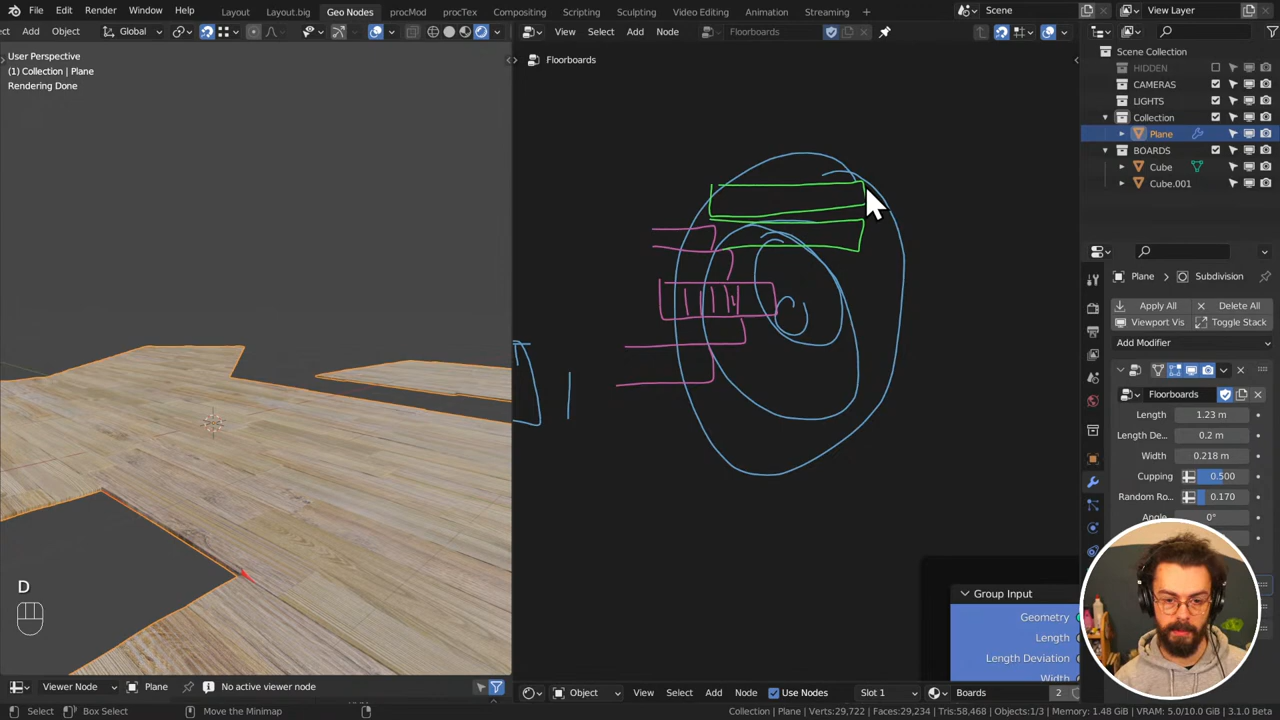 File Edit Render Window Help Layout Layout.big Geo Nodes procMod procTex Compositing Scripting Sculpting Video Editing Animation Streaming + Scene View Layer
Add Object Global View Select Add Node Floorboards
User Perspective
(1) Collection | Plane
Rendering Done
Floorboards
Scene Collection
HIDDEN
CAMERAS
LIGHTS
Collection
Plane
BOARDS
Cube
Cube.001
Plane > Subdivision
Apply All Delete All
Viewport Vis Toggle Stack
Add Modifier
Floorboards
Length 1.23 m
Length De... 0.2 m
Width 0.218 m
Cupping 0.500
Random Ro... 0.170
Angle 0°
D
Group Input
Geometry
Length
Length Deviation
Width
Viewer Node Plane No active viewer node Object View Select Add Node Use Nodes Slot 1 Boards 2
Select Box Select Move the Minimap Collection | Plane | Verts:29,722 | Faces:29,234 | Tris:58,468 | Objects:1/3 | Memory: 1.48 GiB | VRAM: 5.0/10.0 GiB | 3.1.0 Beta